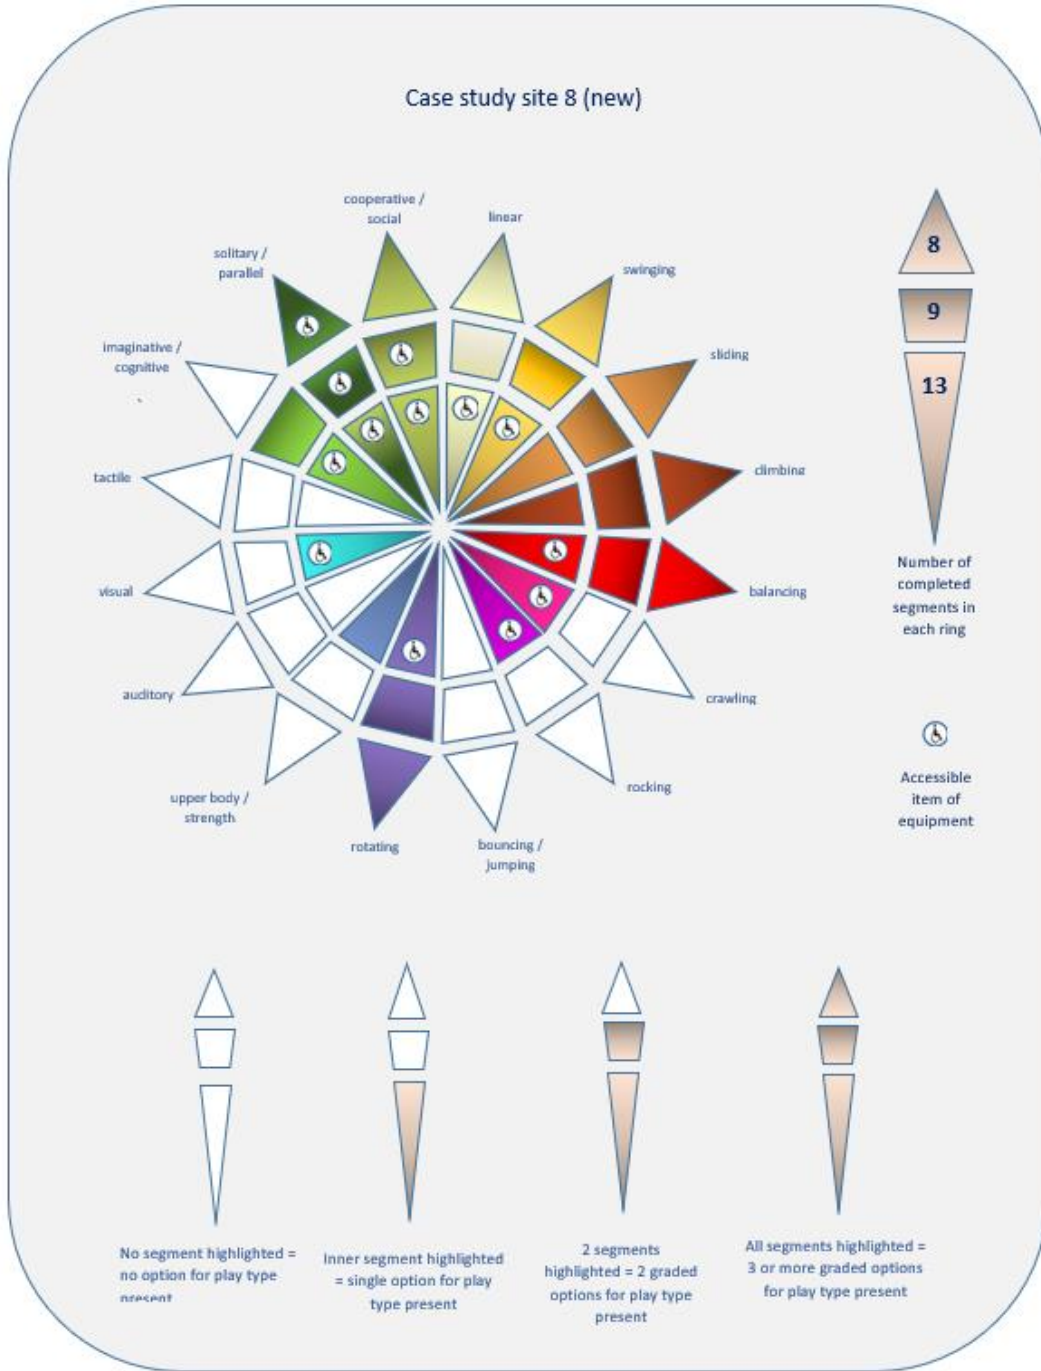 Case study site 8 (new)
cooperative /
social
linear
solitary /
parallel
swinging
imaginative /
cognitive
sliding
tactile
climbing
visual
balancing
auditory
crawling
upper body /
strength
rocking
rotating
bouncing /
jumping
8
9
13
Number of
completed
segments in
each ring
Accessible
item of
equipment
No segment highlighted =
no option for play type
present
Inner segment highlighted
= single option for play
type present
2 segments
highlighted = 2 graded
options for play type
present
All segments highlighted =
3 or more graded options
for play type present